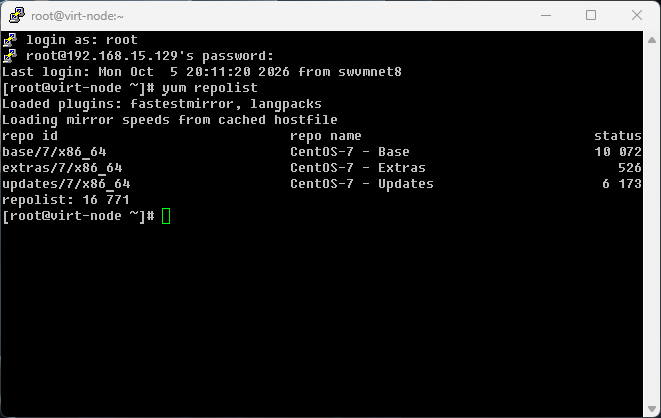 root@virt-node:~
login as: root
root@192.168.15.129's password:
Last login: Mon Oct  5 20:11:20 2026 from swvmnet8
[root@virt-node ~]# yum repolist
Loaded plugins: fastestmirror, langpacks
Loading mirror speeds from cached hostfile
repo id                             repo name                       status
base/7/x86_64                       CentOS-7 - Base                 10 072
extras/7/x86_64                     CentOS-7 - Extras                  526
updates/7/x86_64                    CentOS-7 - Updates               6 173
repolist: 16 771
[root@virt-node ~]#